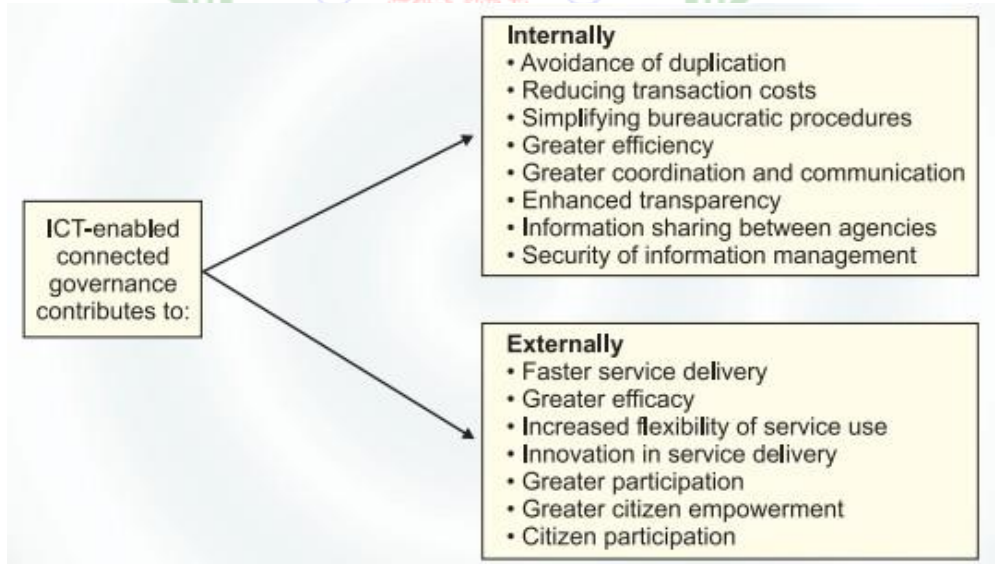 ICT-enabled
connected
governance
contributes to:
Internally
• Avoidance of duplication
• Reducing transaction costs
• Simplifying bureaucratic procedures
• Greater efficiency
• Greater coordination and communication
• Enhanced transparency
• Information sharing between agencies
• Security of information management
Externally
• Faster service delivery
• Greater efficacy
• Increased flexibility of service use
• Innovation in service delivery
• Greater participation
• Greater citizen empowerment
• Citizen participation